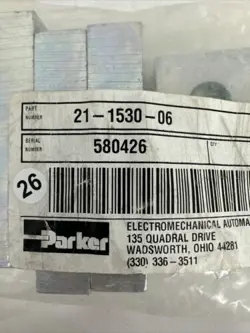 PART NUMBER 21-1530-06
SERIAL NUMBER 580426 QTY
26
Parker
ELECTROMECHANICAL AUTOMA
135 QUADRAL DRIVE
WADSWORTH, OHIO 44281
(330) 336-3511